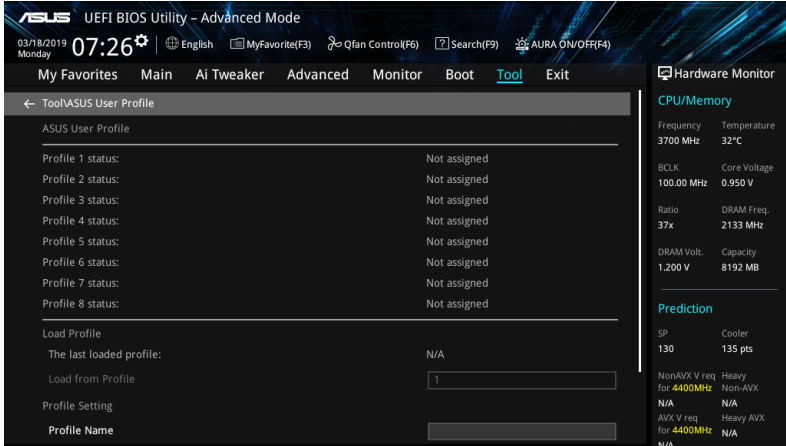 ASUS UEFI BIOS Utility – Advanced Mode
03/18/2019 Monday 07:26 English MyFavorite(F3) Qfan Control(F6) ? Search(F9) AURA ON/OFF(F4)
My Favorites Main Ai Tweaker Advanced Monitor Boot Tool Exit
← Tool\ASUS User Profile
ASUS User Profile
Profile 1 status: Not assigned
Profile 2 status: Not assigned
Profile 3 status: Not assigned
Profile 4 status: Not assigned
Profile 5 status: Not assigned
Profile 6 status: Not assigned
Profile 7 status: Not assigned
Profile 8 status: Not assigned
Load Profile
The last loaded profile: N/A
Load from Profile 1
Profile Setting
Profile Name
Hardware Monitor
CPU/Memory
Frequency Temperature
3700 MHz 32°C
BCLK Core Voltage
100.00 MHz 0.950 V
Ratio DRAM Freq.
37x 2133 MHz
DRAM Volt. Capacity
1.200 V 8192 MB
Prediction
SP Cooler
130 135 pts
NonAVX V req Heavy
for 4400MHz Non-AVX
N/A N/A
AVX V req Heavy AVX
for 4400MHz N/A
N/A